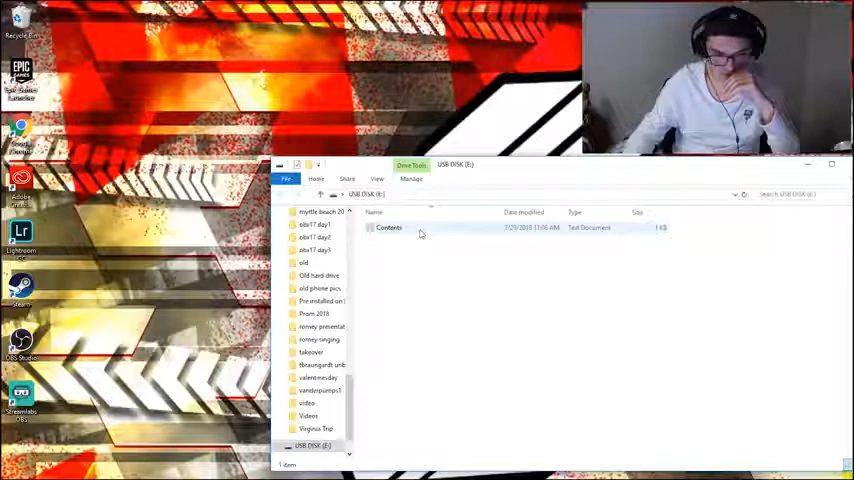 Recycle Bin
EPIC
GAMES
Epic Games
Launcher
Google
Chrome
Adobe
Lr
Lightroom
Steam
OBS Studio
Streamlabs
OBS
Drive Tools
USB DISK (E:)
File
Home
Share
View
Manage
USB DISK (E:)
Search USB DISK (E:)
Name
Date modified
Type
Size
Contents
7/29/2018 11:06 AM
Text Document
1 KB
myrtle beach 20
obx17 day1
obx17 day2
obx17 day3
old
Old hard drive
old phone pics
Pre installed on
Prom 2018
romey presentat
romey singing
takeover
tbraungardt
valentinesday
vanderpumps1
video
Videos
Virginia Trip
USB DISK (E:)
1 item